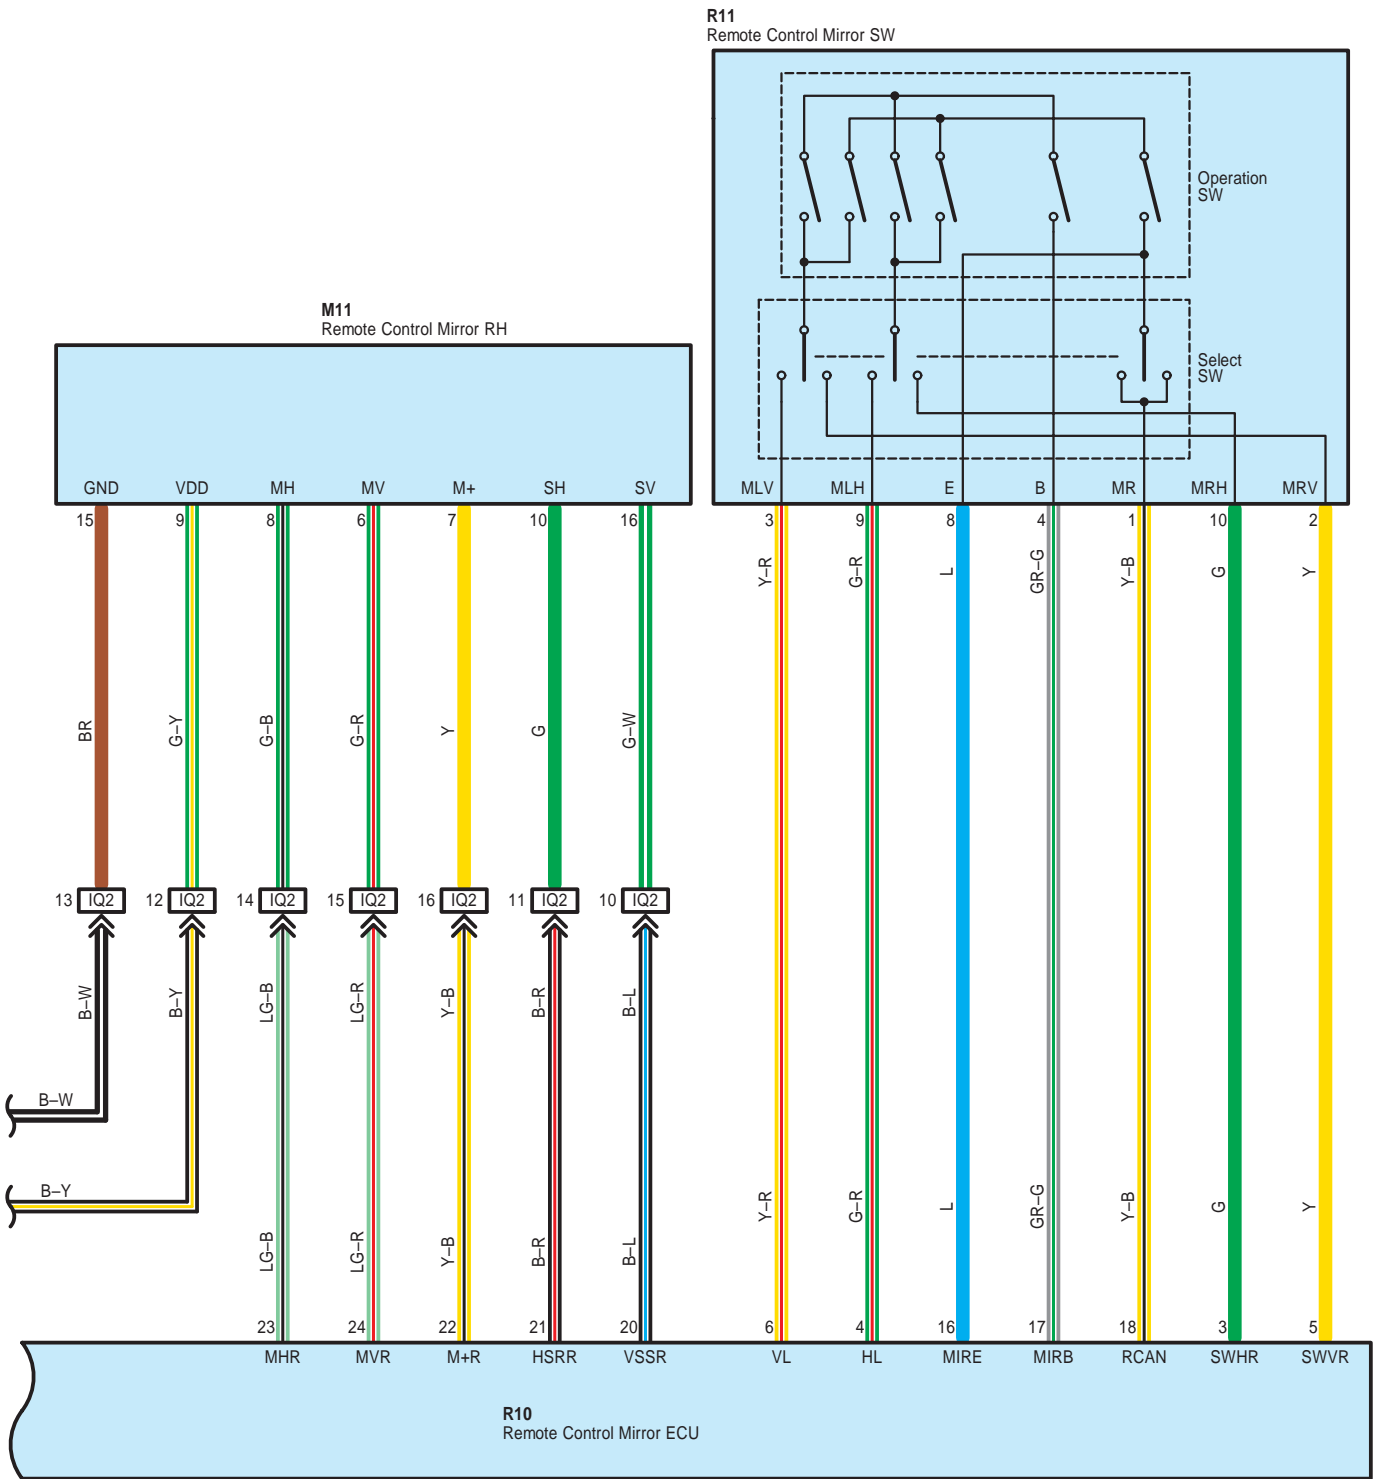 R11
Remote Control Mirror SW
Operation
SW
Select
SW
M11
Remote Control Mirror RH
GND VDD MH MV M+ SH SV
MLV MLH E B MR MRH MRV
15 9 8 6 7 10 16
3 9 8 4 1 10 2
Y–R G–R L GR–G Y–B G Y
BR G–Y G–B G–R Y G G–W
13 IQ2 12 IQ2 14 IQ2 15 IQ2 16 IQ2 11 IQ2 10 IQ2
B–W B–Y LG–B LG–R Y–B B–R B–L
B–W
B–Y
Y–R G–R L GR–G Y–B G Y
LG–B LG–R Y–B B–R B–L
23 24 22 21 20 6 4 16 17 18 3 5
MHR MVR M+R HSRR VSSR VL HL MIRE MIRB RCAN SWHR SWVR
R10
Remote Control Mirror ECU